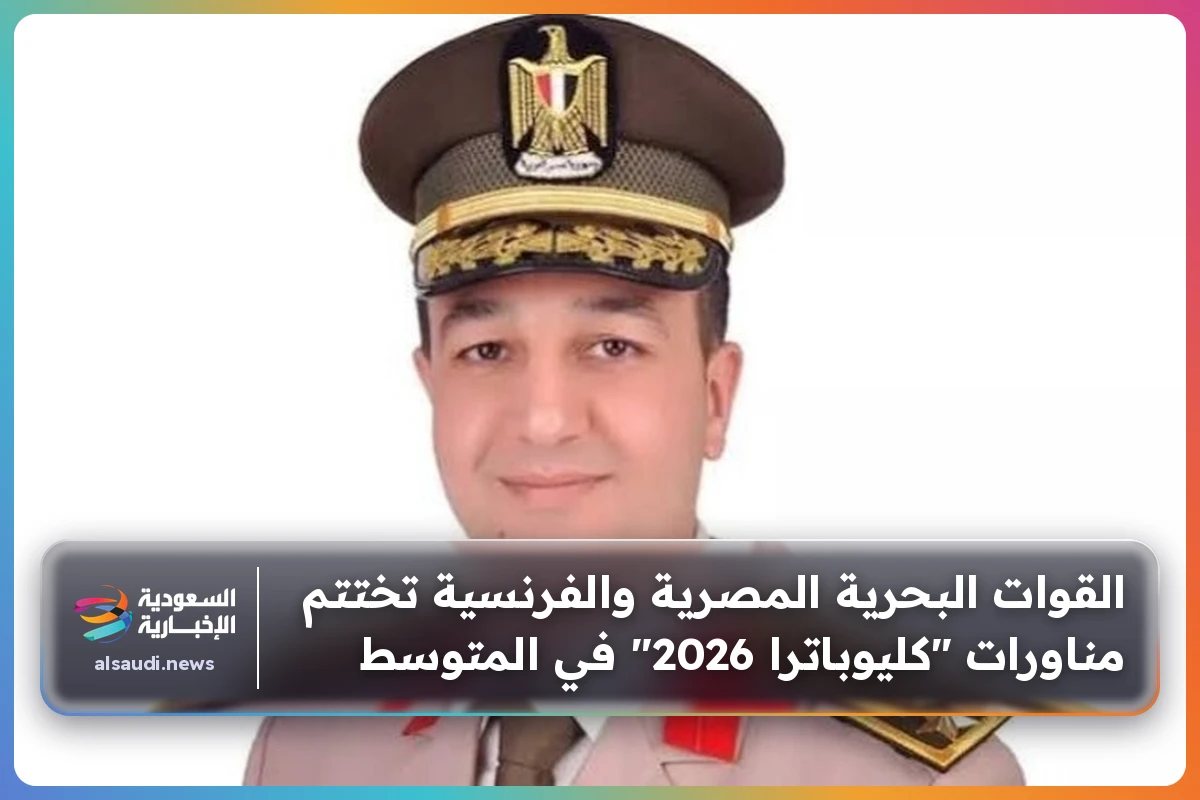 القوات البحرية المصرية والفرنسية تختتم
مناورات "كليوباترا 2026" في المتوسط
السعودية
الإخبارية
alsaudi.news